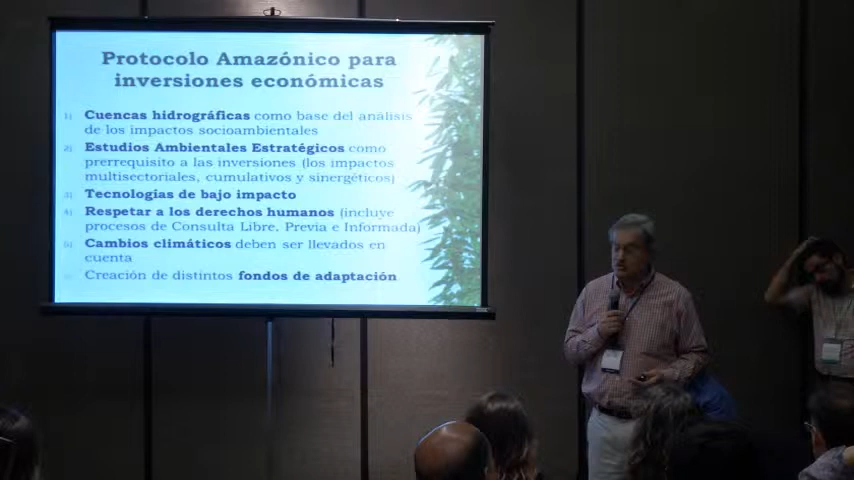 Protocolo Amazónico para
inversiones económicas
1) Cuencas hidrográficas como base del análisis
de los impactos socioambientales
2) Estudios Ambientales Estratégicos como
prerrequisito a las inversiones (los impactos
multisectoriales, cumulativos y sinergéticos)
3) Tecnologías de bajo impacto
4) Respetar a los derechos humanos (incluye
procesos de Consulta Libre, Previa e Informada)
5) Cambios climáticos deben ser llevados en
cuenta
Creación de distintos fondos de adaptación